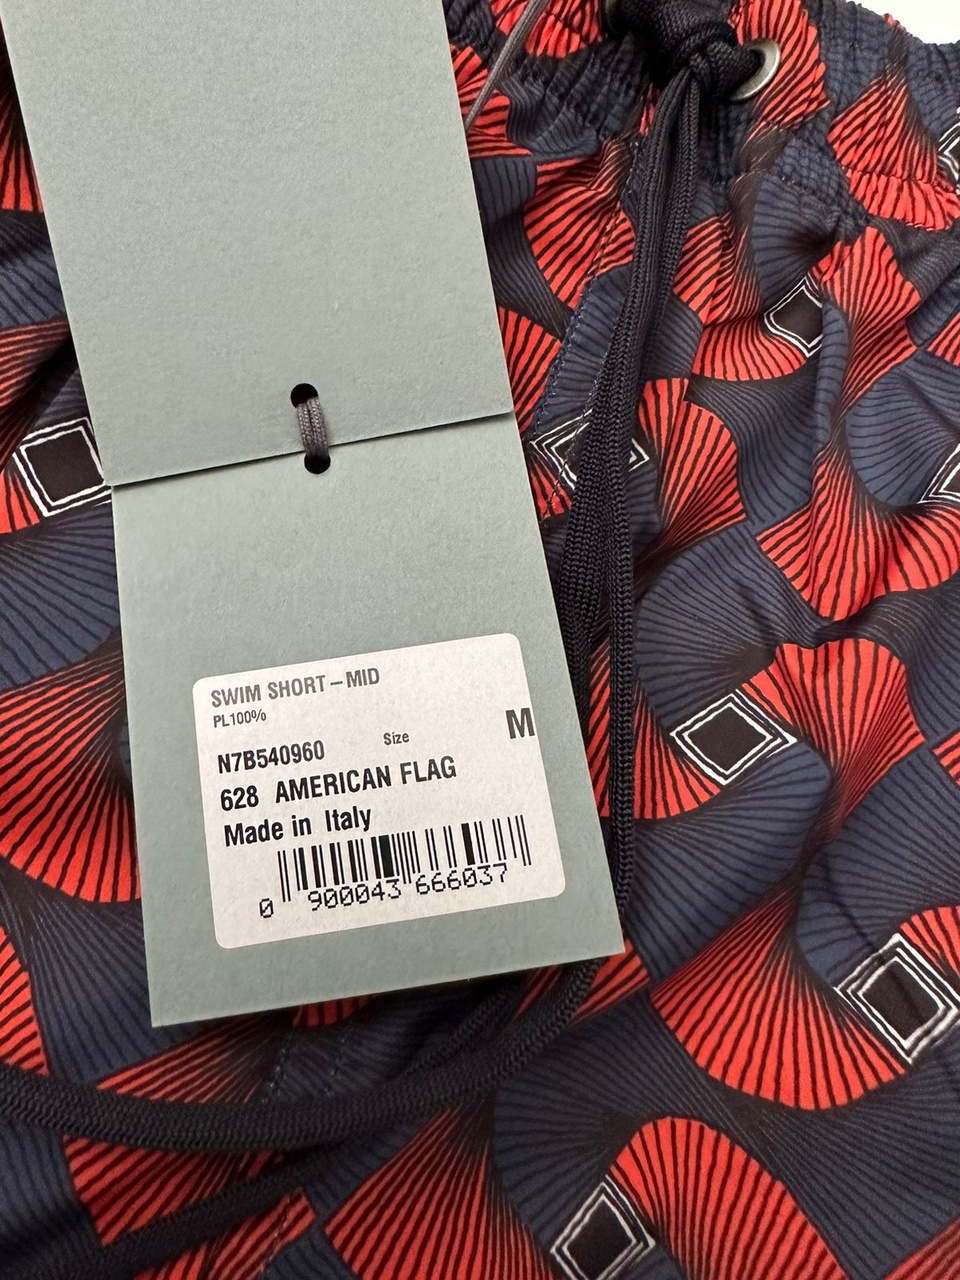 SWIM SHORT – MID
PL100%
N7B540960 Size M
628 AMERICAN FLAG
Made in Italy
0 900043 666037